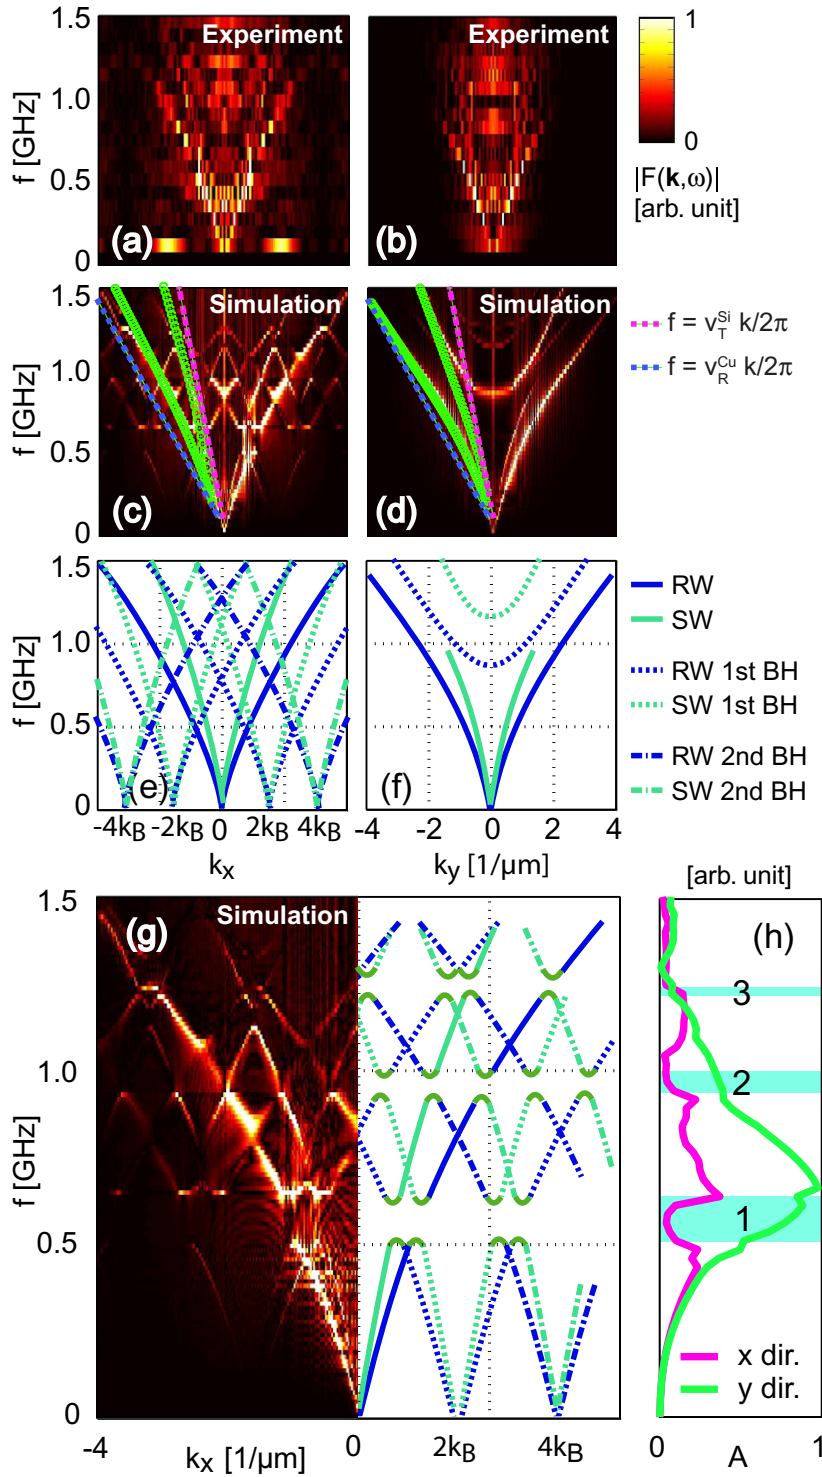 1.5
Experiment
Experiment
1
1.0
f [GHz]
0.5
0
|F(k,ω)|
[arb. unit]
(a)
(b)
0
1.5
Simulation
Simulation
f = v_T^Si k/2π
f = v_R^Cu k/2π
1.0
f [GHz]
0.5
(c)
(d)
0
1.5
RW
SW
1.0
f [GHz]
RW 1st BH
SW 1st BH
0.5
RW 2nd BH
SW 2nd BH
(e)
(f)
0
-4k_B -2k_B 0 2k_B 4k_B
-4 -2 0 2 4
k_x
k_y [1/μm]
[arb. unit]
1.5
(g)
Simulation
(h)
3
1.0
2
f [GHz]
1
0.5
x dir.
y dir.
0
-4
k_x [1/μm]
0 2k_B 4k_B
0 A 1